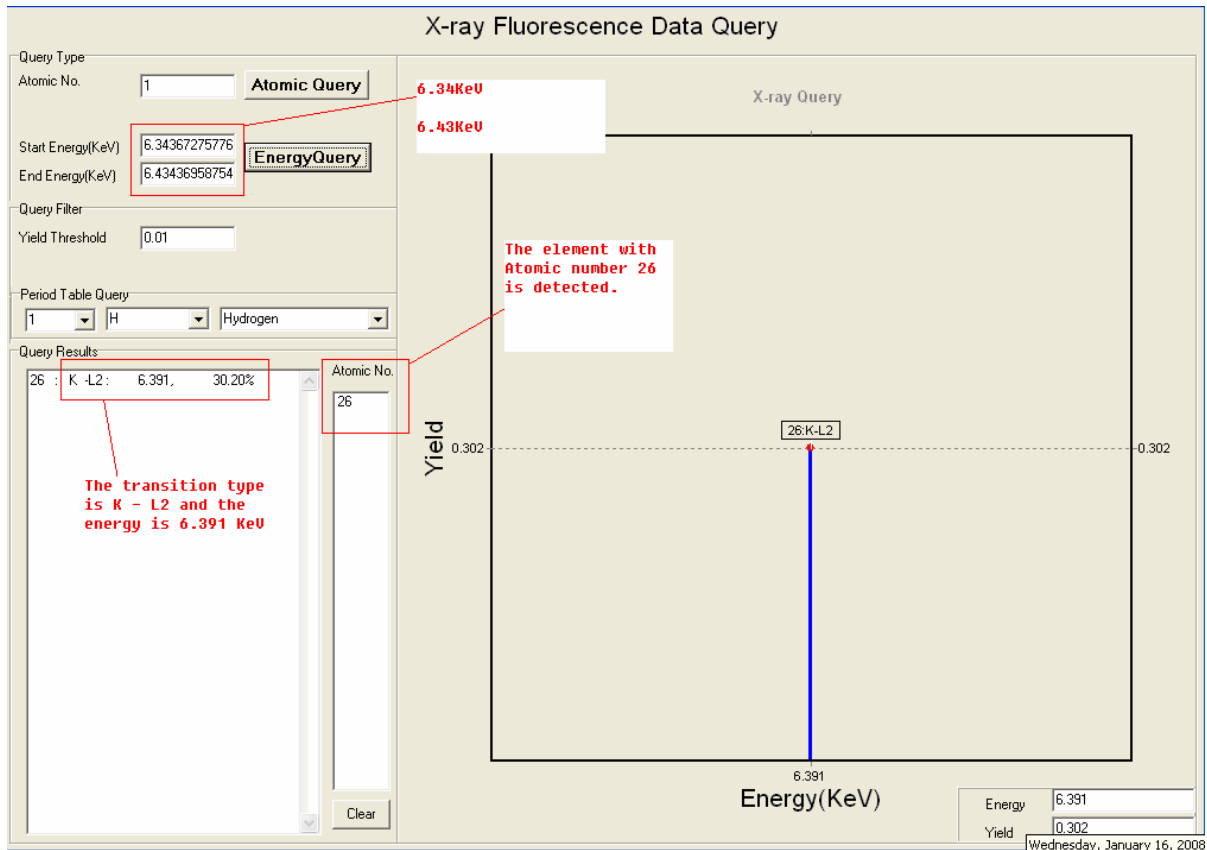 X-ray Fluorescence Data Query
Query Type
Atomic No.
1
Atomic Query
Start Energy(KeV)
6.34367275776
End Energy(KeV)
6.43436958754
EnergyQuery
6.34KeV
6.43KeV
Query Filter
Yield Threshold
0.01
Period Table Query
1
H
Hydrogen
Query Results
26 : K -L2: 6.391, 30.20%
Atomic No.
26
The transition type
is K - L2 and the
energy is 6.391 KeV
Clear
The element with
Atomic number 26
is detected.
X-ray Query
Yield
0.302
26:K-L2
0.302
6.391
Energy(KeV)
Energy
6.391
Yield
0.302
Wednesday, January 16, 2008